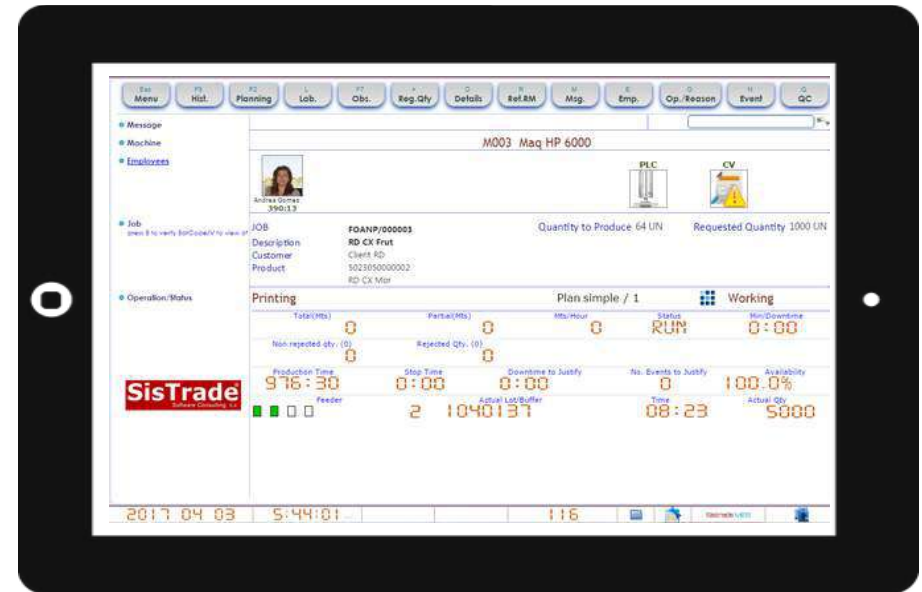 Esc F3 F2 L F7 + D R M E O H Q
Menu Hist. Planning Lab. Obs. Reg.Qty Details Ref.RM Msg. Emp. Op./Reason Event QC
Message
Machine
M003 Maq HP 6000
Employees
PLC CV
Andrea Gomes
390:13
Job
JOB FOANP/000003 Quantity to Produce 64 UN Requested Quantity 1000 UN
Description RD CX Frut
Customer Client RD
Product 5023050000002
RD CX Mor
Operation/Status
Printing Plan simple / 1 Working
Total(Mts) Partial(Mts) Mts/Hour Status Min/Downtime
0 0 0 RUN 0:00
Non rejected qty. (0) Rejected Qty. (0)
0 0
Production Time Stop Time Downtime to Justify No. Events to Justify Availability
976:30 0:00 0:00 0 100.0%
Feeder Actual Lot/Buffer Time Actual Qty
2 1040137 08:23 5000
SisTrade
Software Consulting, s.a.
2017 04 03 5:44:01 116